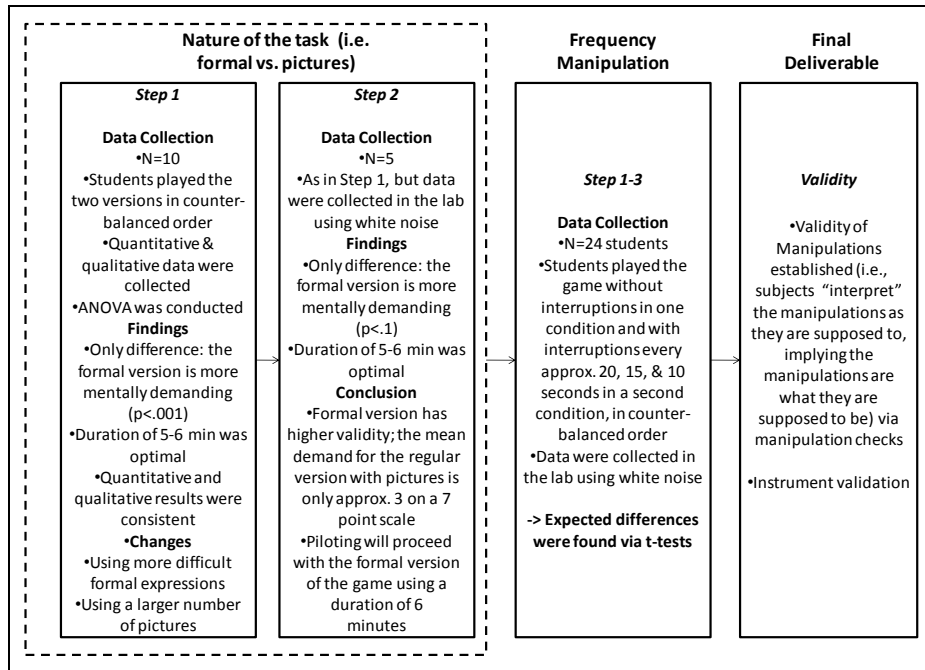 Nature of the task (i.e.
formal vs. pictures)
Step 1
Data Collection
•N=10
•Students played the
two versions in counter-
balanced order
•Quantitative &
qualitative data were
collected
•ANOVA was conducted
Findings
•Only difference: the
formal version is more
mentally demanding
(p<.001)
•Duration of 5-6 min was
optimal
•Quantitative and
qualitative results were
consistent
•Changes
•Using more difficult
formal expressions
•Using a larger number
of pictures
Step 2
Data Collection
•N=5
•As in Step 1, but data
were collected in the lab
using white noise
Findings
•Only difference: the
formal version is more
mentally demanding
(p<.1)
•Duration of 5-6 min was
optimal
Conclusion
•Formal version has
higher validity; the mean
demand for the regular
version with pictures is
only approx. 3 on a 7
point scale
•Piloting will proceed
with the formal version
of the game using a
duration of 6
minutes
Frequency
Manipulation
Step 1-3
Data Collection
•N=24 students
•Students played the
game without
interruptions in one
condition and with
interruptions every
approx. 20, 15, & 10
seconds in a second
condition, in counter-
balanced order
•Data were collected in
the lab using white noise
-> Expected differences
were found via t-tests
Final
Deliverable
Validity
•Validity of
Manipulations
established (i.e.,
subjects “interpret”
the manipulations as
they are supposed to,
implying the
manipulations are
what they are
supposed to be) via
manipulation checks
•Instrument validation